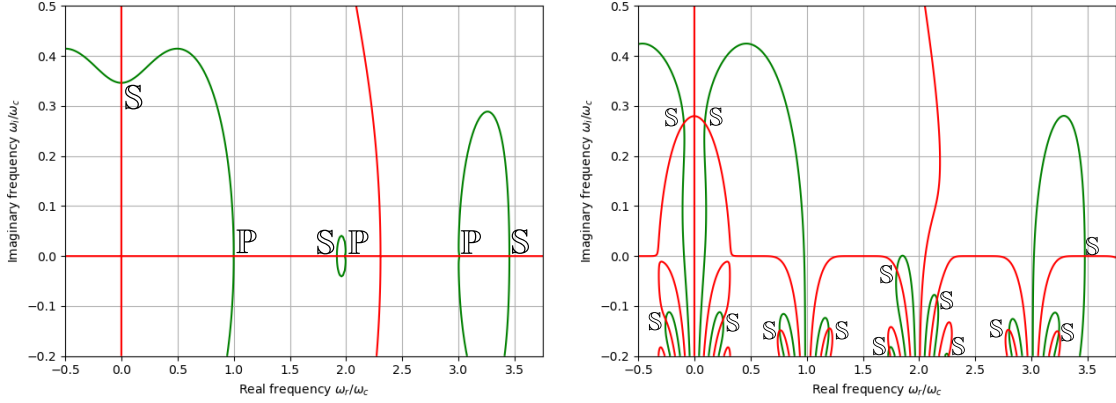 0.5
0.4
0.3
0.2
0.1
0.0
−0.1
−0.2
Imaginary frequency ωᵢ/ω_c
𝕊
ℙ
𝕊 ℙ
ℙ
𝕊
−0.5 0.0 0.5 1.0 1.5 2.0 2.5 3.0 3.5
Real frequency ωᵣ/ω_c
0.5
0.4
0.3
0.2
0.1
0.0
−0.1
−0.2
Imaginary frequency ωᵢ/ω_c
𝕊 𝕊
𝕊
𝕊
𝕊
𝕊 𝕊
𝕊 𝕊
𝕊 𝕊
𝕊 𝕊
−0.5 0.0 0.5 1.0 1.5 2.0 2.5 3.0 3.5
Real frequency ωᵣ/ω_c